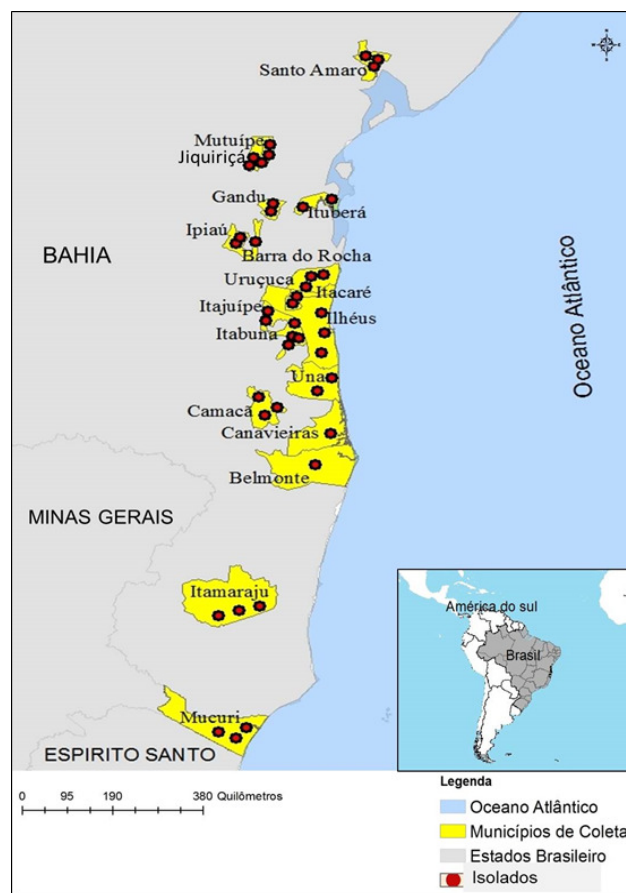 Santo Amaro
Mutuípe
Jiquiriçá
Gandu
Ituberá
Ipiaú
Barra do Rocha
BAHIA
Uruçuca
Itacaré
Itajuípe
Ilhéus
Itabuna
Oceano Atlântico
Una
Camacã
Canavieiras
Belmonte
MINAS GERAIS
Itamaraju
América do sul
Brasil
Mucuri
ESPIRITO SANTO
0 95 190 380 Quilômetros
Legenda
Oceano Atlântico
Municípios de Coleta
Estados Brasileiro
Isolados